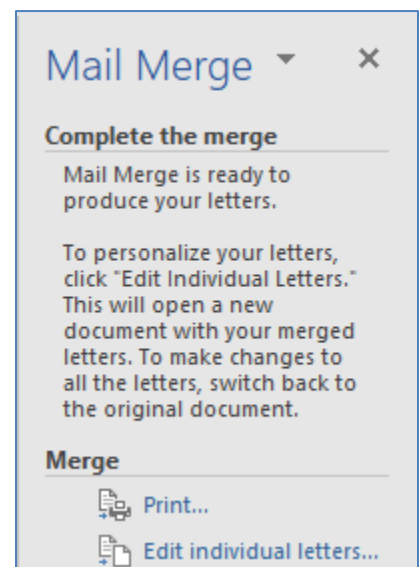 Mail Merge
Complete the merge
Mail Merge is ready to
produce your letters.
To personalize your letters,
click "Edit Individual Letters."
This will open a new
document with your merged
letters. To make changes to
all the letters, switch back to
the original document.
Merge
Print...
Edit individual letters...